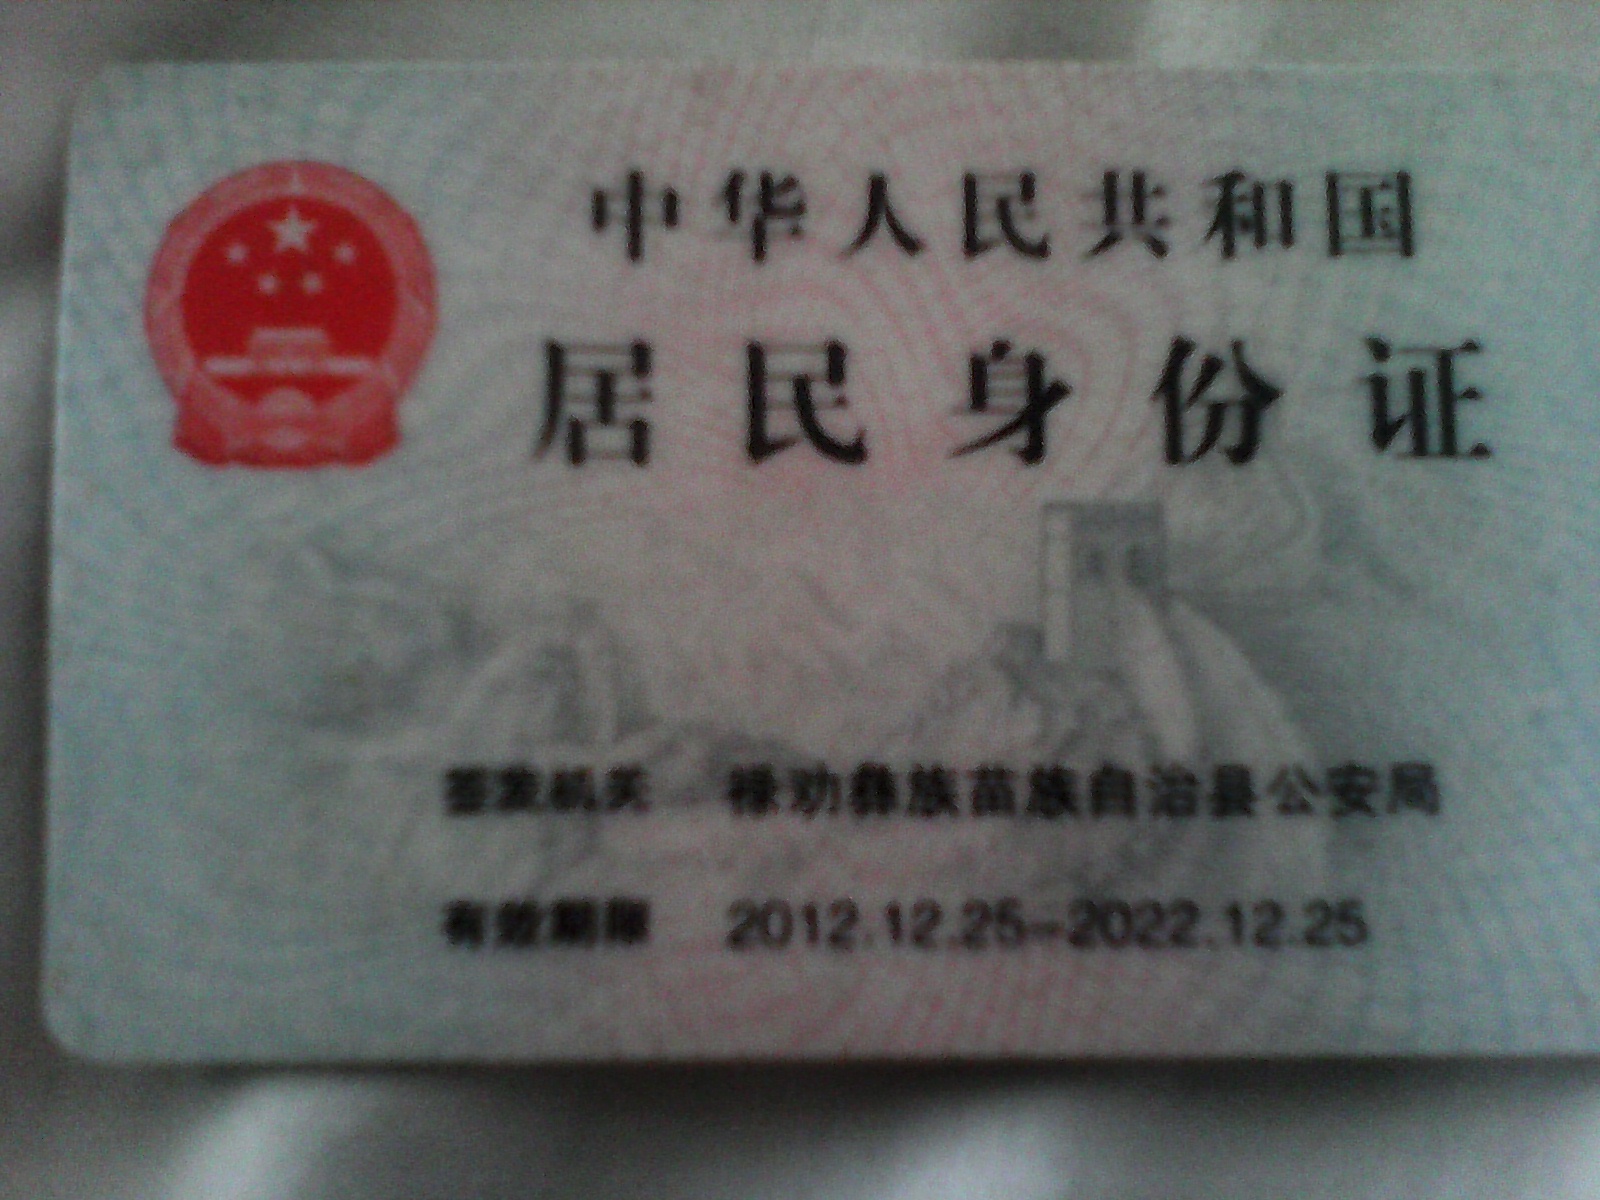 中华人民共和国
居民身份证
签发机关 禄劝彝族苗族自治县公安局
有效期限 2012.12.25-2022.12.25